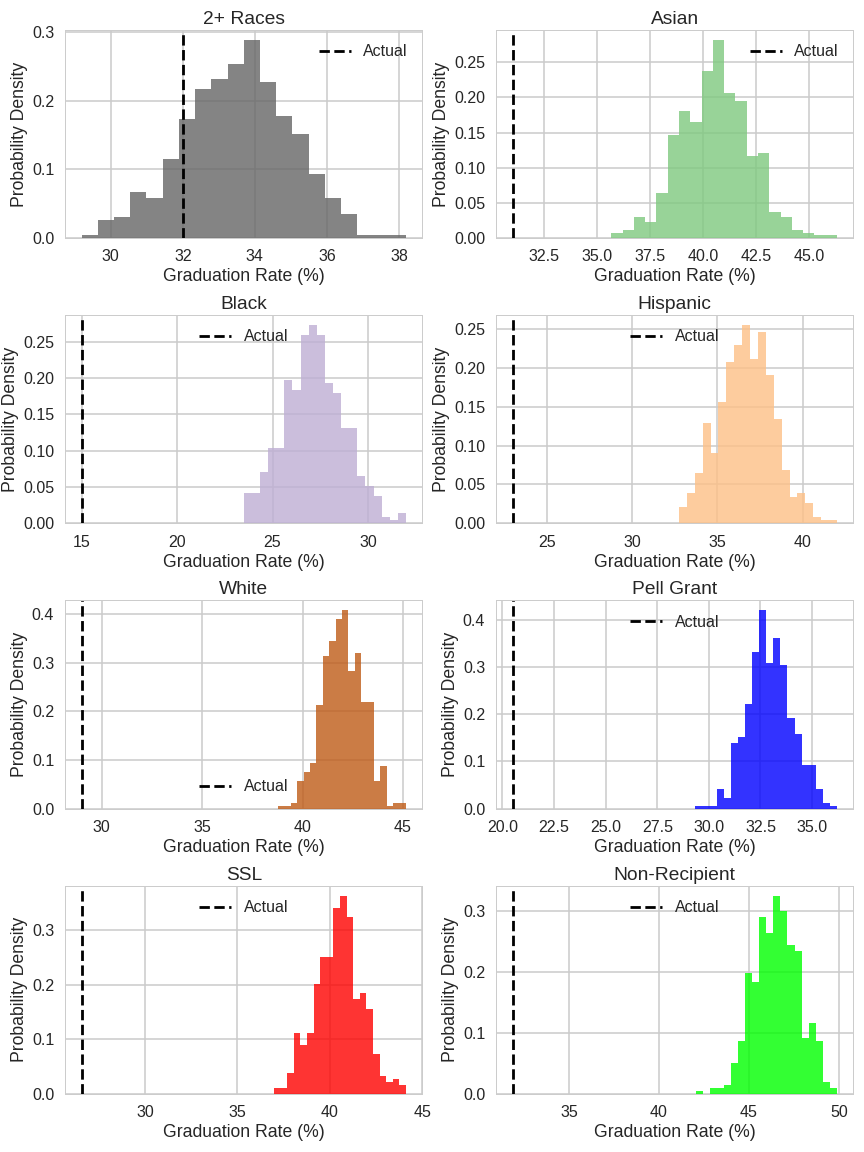 2+ Races
Probability Density
0.3
0.2
0.1
0.0
Actual
30 32 34 36 38
Graduation Rate (%)
Asian
Probability Density
0.25
0.20
0.15
0.10
0.05
0.00
Actual
32.5 35.0 37.5 40.0 42.5 45.0
Graduation Rate (%)
Black
Probability Density
0.25
0.20
0.15
0.10
0.05
0.00
Actual
15 20 25 30
Graduation Rate (%)
Hispanic
Probability Density
0.25
0.20
0.15
0.10
0.05
0.00
Actual
25 30 35 40
Graduation Rate (%)
White
Probability Density
0.4
0.3
0.2
0.1
0.0
Actual
30 35 40 45
Graduation Rate (%)
Pell Grant
Probability Density
0.4
0.3
0.2
0.1
0.0
Actual
20.0 22.5 25.0 27.5 30.0 32.5 35.0
Graduation Rate (%)
SSL
Probability Density
0.3
0.2
0.1
0.0
Actual
30 35 40 45
Graduation Rate (%)
Non-Recipient
Probability Density
0.3
0.2
0.1
0.0
Actual
35 40 45 50
Graduation Rate (%)